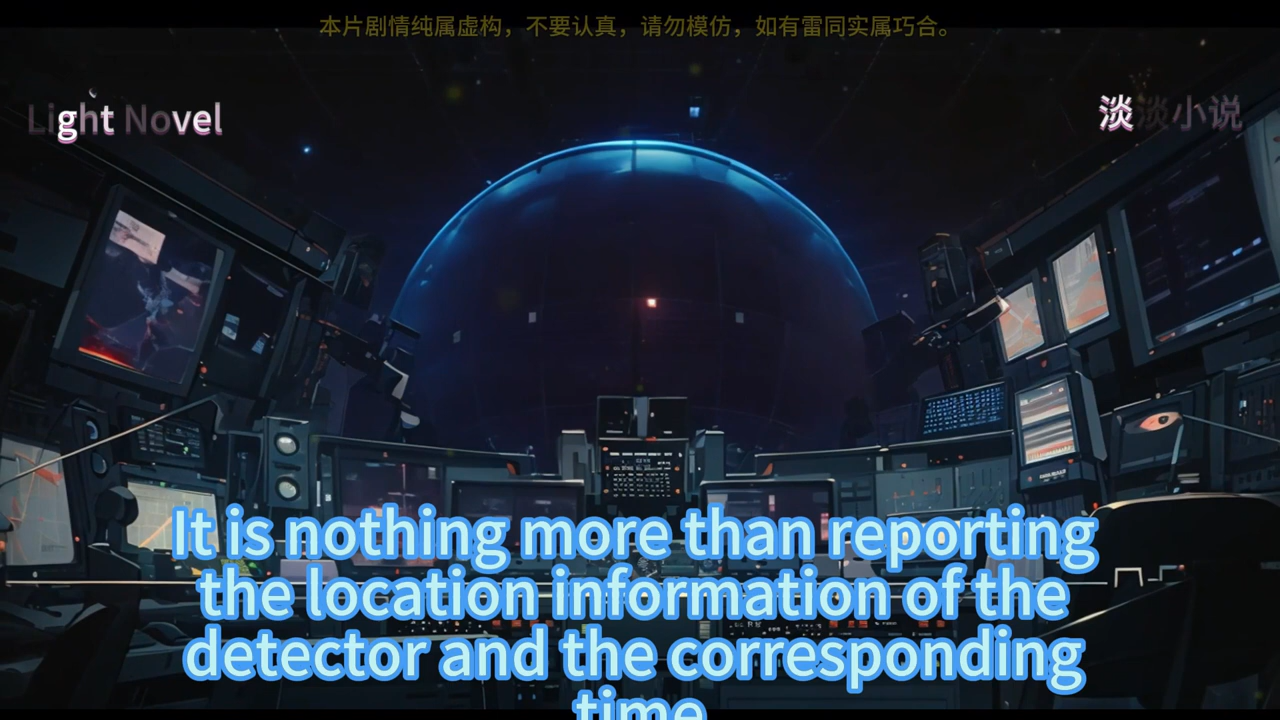 本片剧情纯属虚构，不要认真，请勿模仿，如有雷同实属巧合。
Light Novel
淡淡小说
It is nothing more than reporting
the location information of the
detector and the corresponding
time